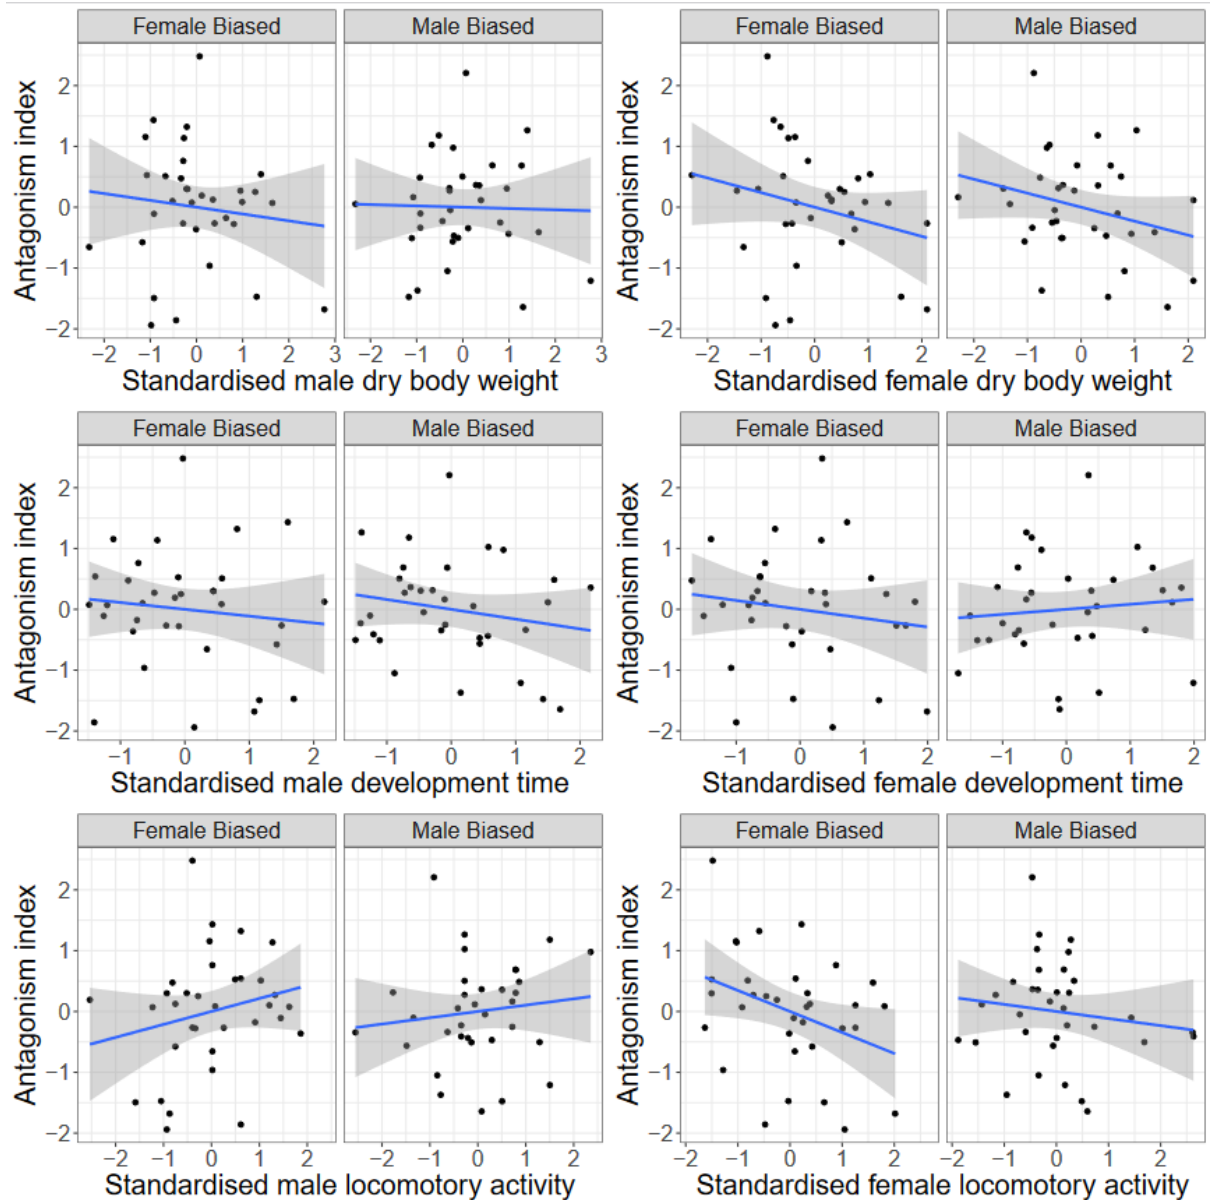 Female Biased Male Biased Female Biased Male Biased
Antagonism index
2
1
0
−1
−2
−2 −1 0 1 2 3 −2 −1 0 1 2 3
Standardised male dry body weight
Antagonism index
2
1
0
−1
−2
−2 −1 0 1 2 −2 −1 0 1 2
Standardised female dry body weight
Female Biased Male Biased Female Biased Male Biased
Antagonism index
2
1
0
−1
−2
−1 0 1 2 −1 0 1 2
Standardised male development time
Antagonism index
2
1
0
−1
−2
−1 0 1 2 −1 0 1 2
Standardised female development time
Female Biased Male Biased Female Biased Male Biased
Antagonism index
2
1
0
−1
−2
−2 −1 0 1 2 −2 −1 0 1 2
Standardised male locomotory activity
Antagonism index
2
1
0
−1
−2
−2 −1 0 1 2 −2 −1 0 1 2
Standardised female locomotory activity